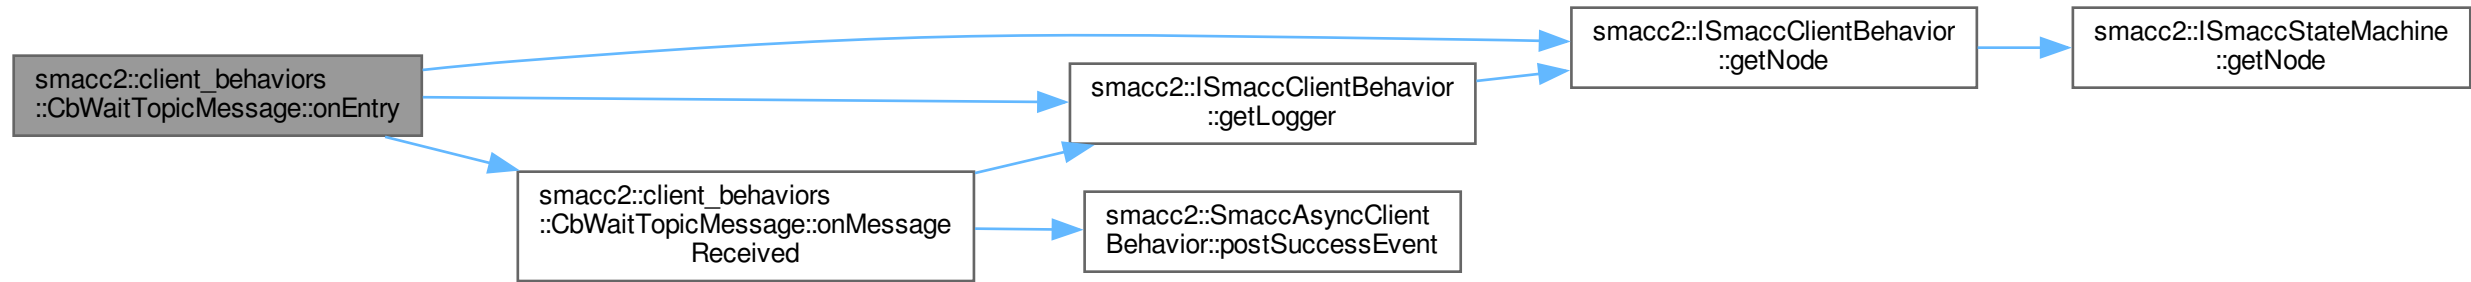 smacc2::client_behaviors
::CbWaitTopicMessage::onEntry
smacc2::client_behaviors
::CbWaitTopicMessage::onMessage
Received
smacc2::ISmaccClientBehavior
::getLogger
smacc2::SmaccAsyncClient
Behavior::postSuccessEvent
smacc2::ISmaccClientBehavior
::getNode
smacc2::ISmaccStateMachine
::getNode